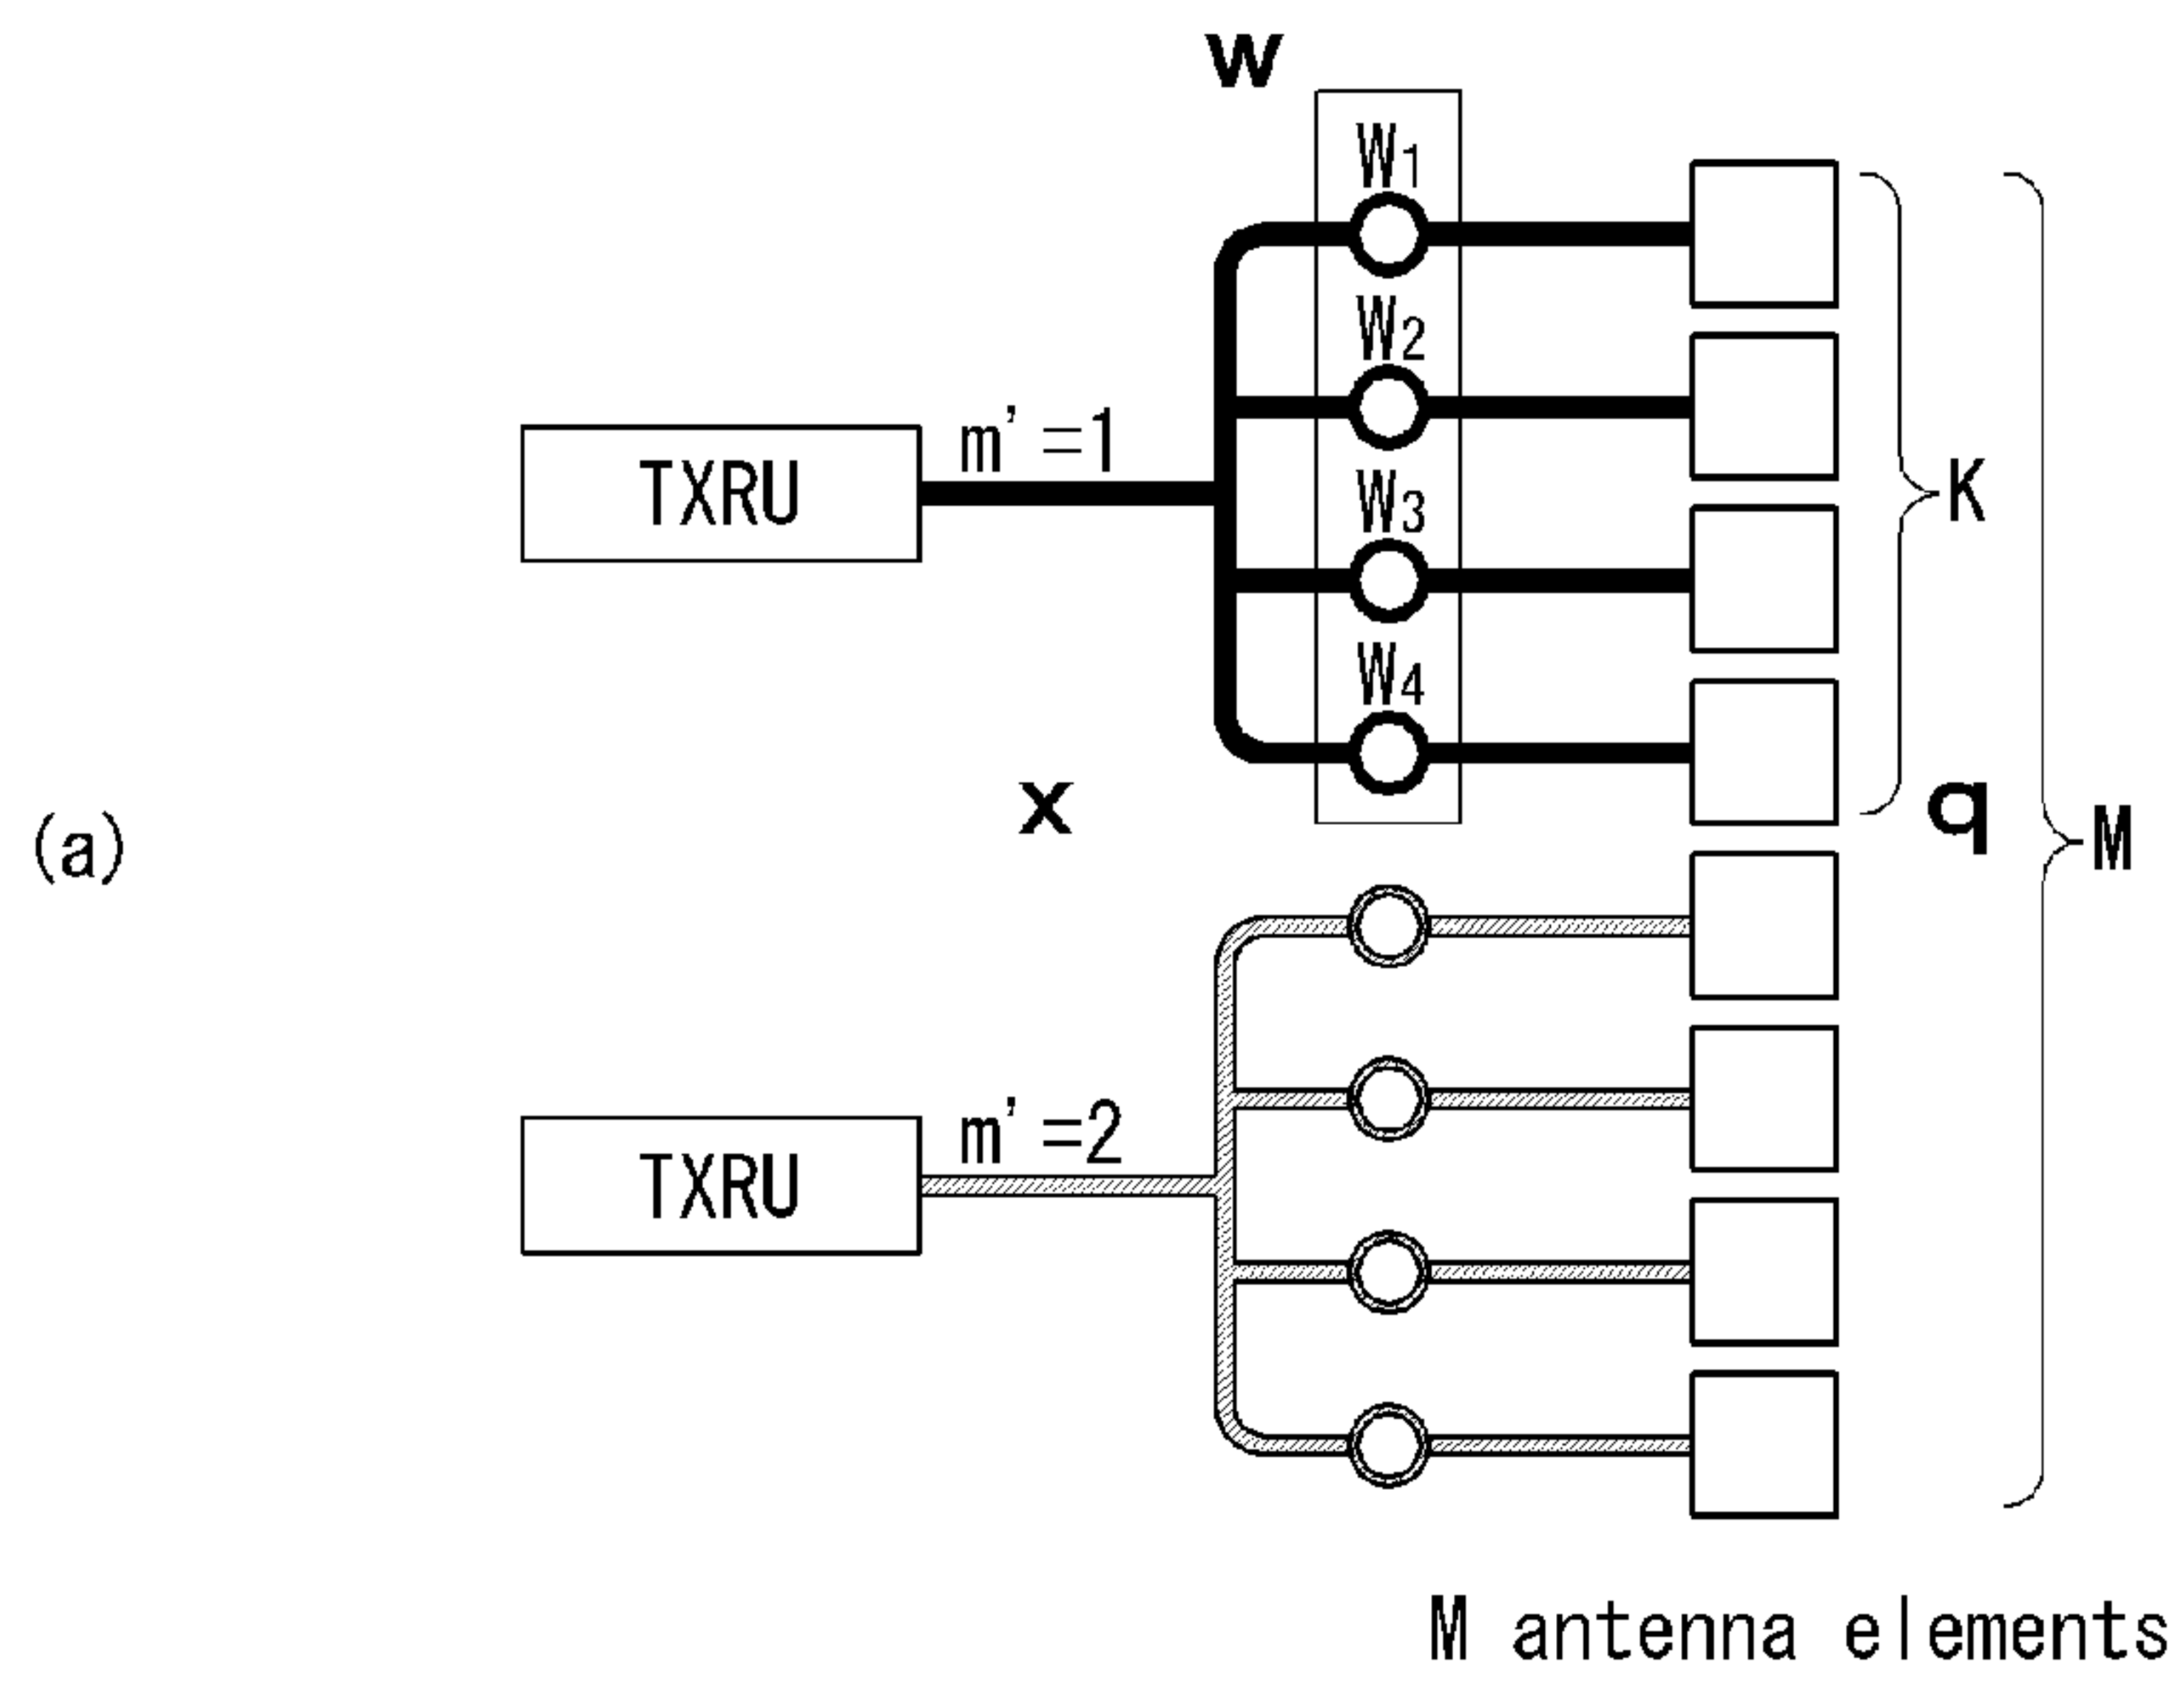 w
W1
W2
TXRU m'=1
W3
K
W4
x
q
(a)
M
TXRU m'=2
M antenna elements